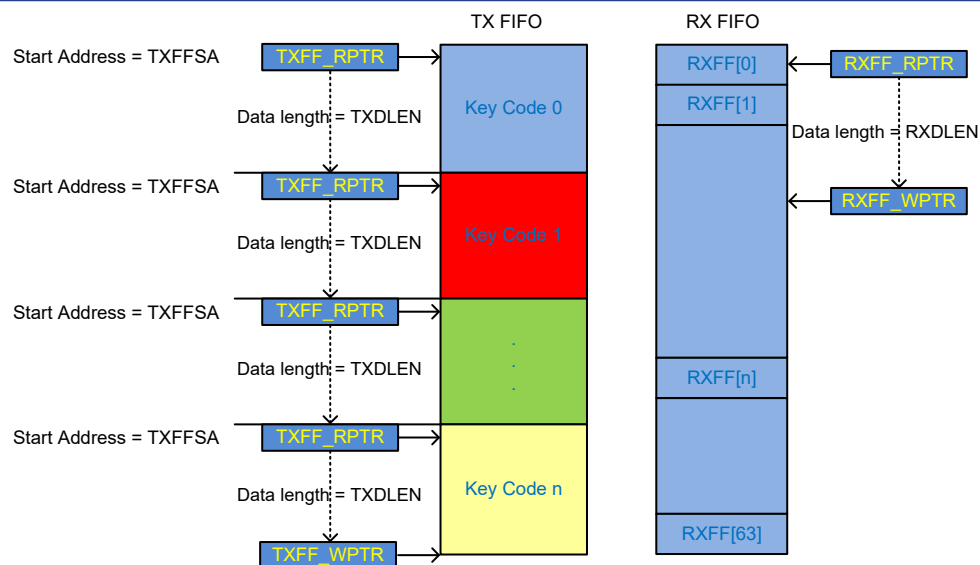 TX FIFO
RX FIFO
Start Address = TXFFSA
TXFF_RPTR
RXFF[0]
RXFF_RPTR
Key Code 0
RXFF[1]
Data length = TXDLEN
Data length = RXDLEN
Start Address = TXFFSA
TXFF_RPTR
RXFF_WPTR
Key Code 1
Data length = TXDLEN
Start Address = TXFFSA
TXFF_RPTR
.
.
.
Data length = TXDLEN
RXFF[n]
Start Address = TXFFSA
TXFF_RPTR
Key Code n
Data length = TXDLEN
RXFF[63]
TXFF_WPTR